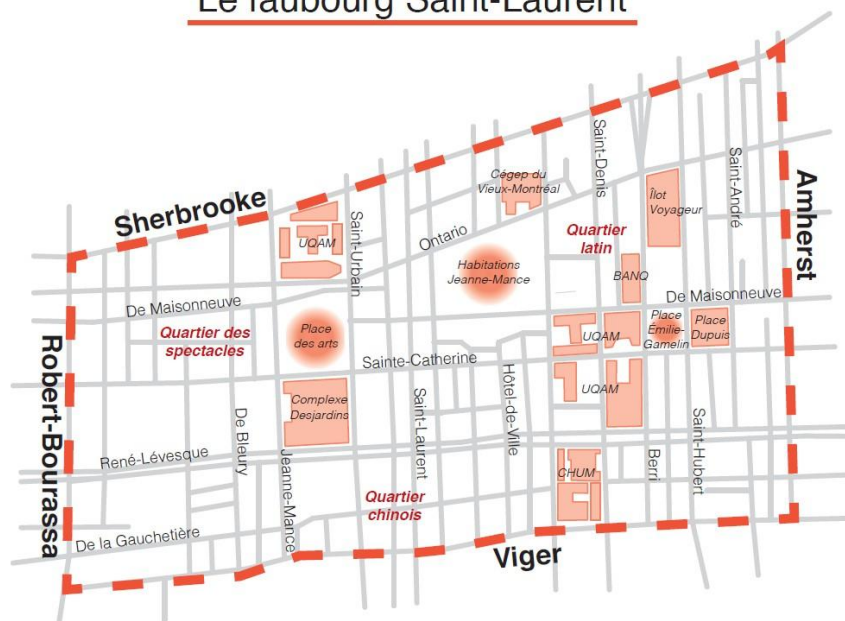 Le faubourg Saint-Laurent
Sherbrooke
Amherst
Robert-Bourassa
Viger
Saint-Denis
Saint-André
Cégep du
Vieux-Montréal
Îlot
Voyageur
UQAM
Saint-Urbain
Ontario
Quartier
latin
Habitations
Jeanne-Mance
BANQ
De Maisonneuve
De Maisonneuve
Quartier des
spectacles
Place
des arts
UQAM
Place
Émilie-
Gamelin
Place
Dupuis
Sainte-Catherine
Complexe
Desjardins
UQAM
Hôtel-de-Ville
Saint-Laurent
De Bleury
Saint-Hubert
René-Lévesque
Jeanne-Mance
Berri
CHUM
Quartier
chinois
De la Gauchetière